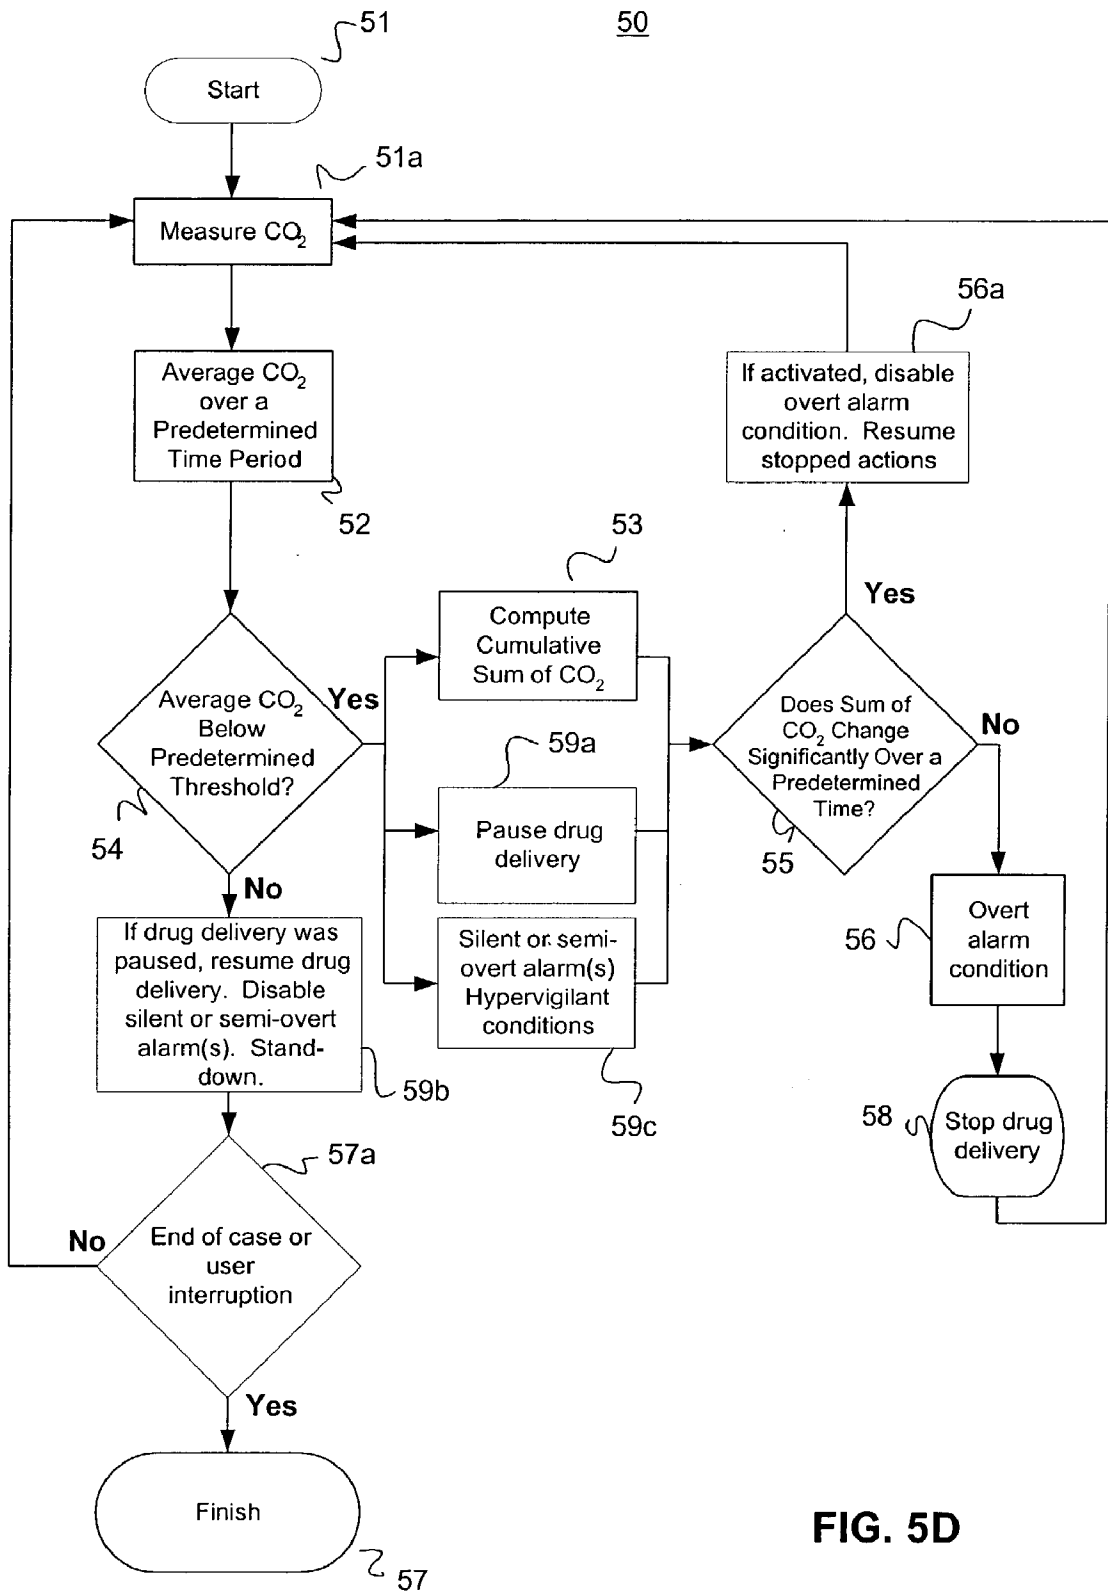 51
50
Start
51a
Measure CO2
56a
Average CO2
over a
Predetermined
Time Period
If activated, disable
overt alarm
condition. Resume
stopped actions
52
53
Compute
Cumulative
Sum of CO2
Yes
Average CO2
Below
Predetermined
Threshold?
Yes
54
59a
Pause drug
delivery
Does Sum of
CO2 Change
Significantly Over a
Predetermined
Time?
No
55
No
If drug delivery was
paused, resume drug
delivery. Disable
silent or semi-overt
alarm(s). Stand-
down.
59b
Silent or semi-
overt alarm(s)
Hypervigilant
conditions
59c
56
Overt
alarm
condition
58
Stop drug
delivery
57a
No
End of case or
user
interruption
Yes
Finish
57
FIG. 5D